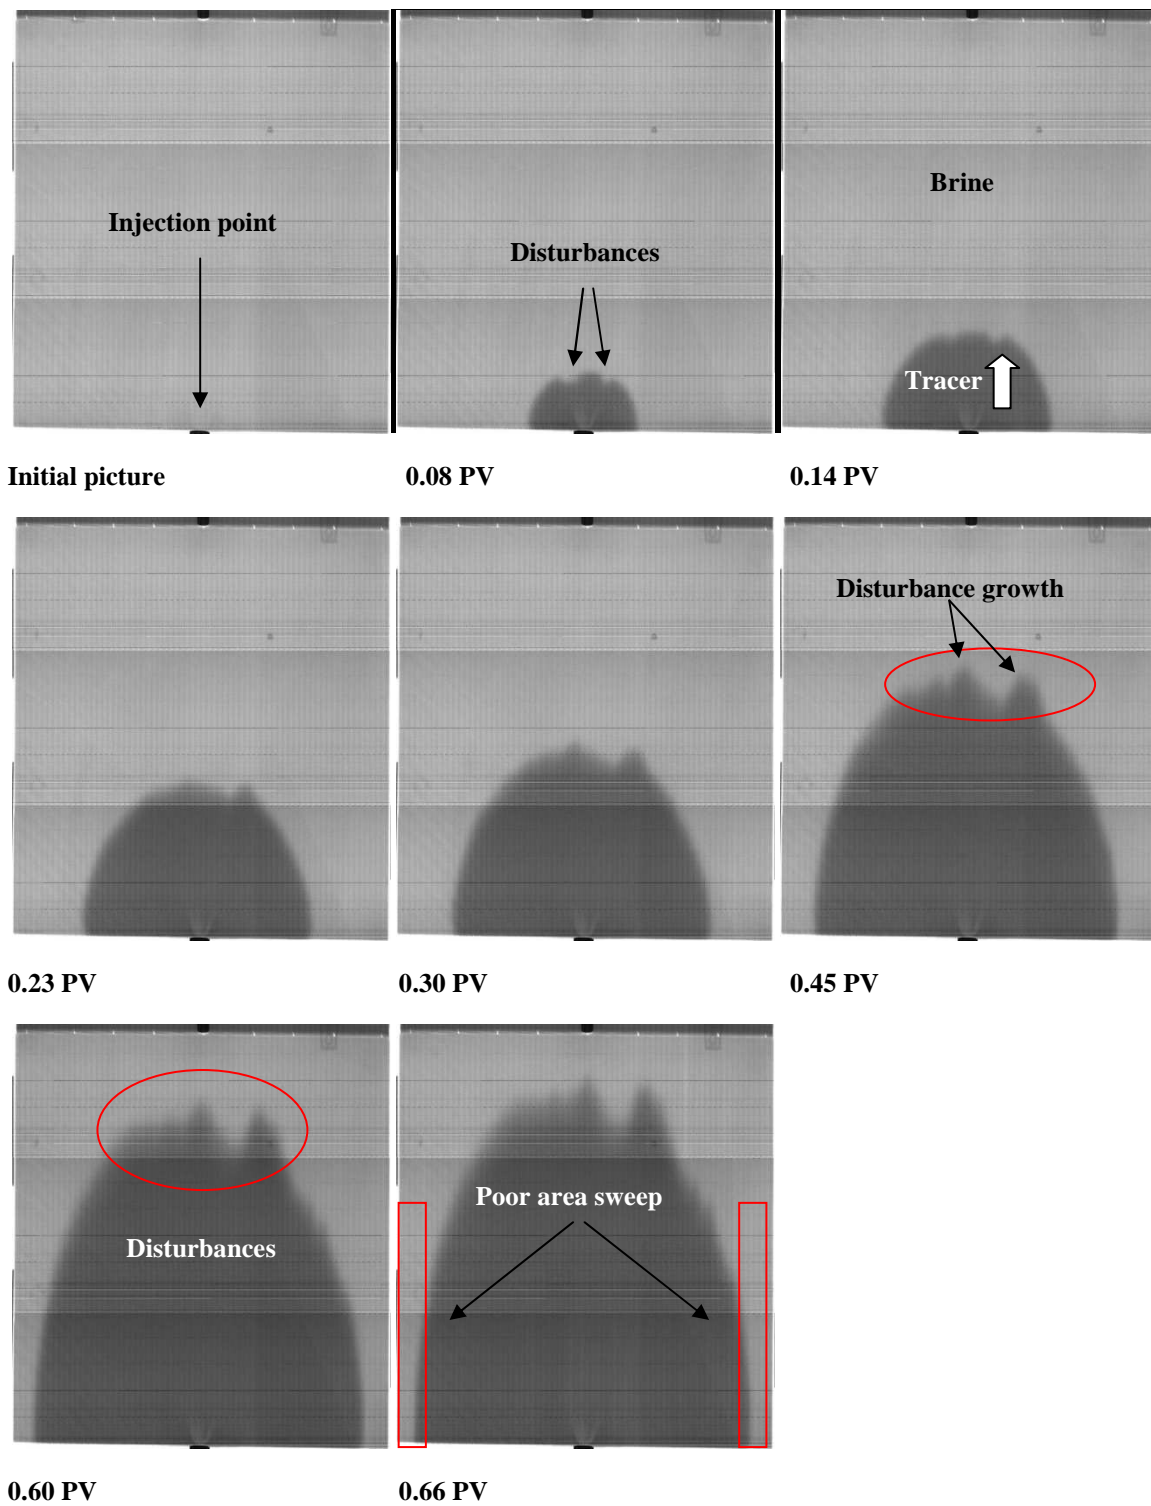 Injection point
Disturbances
Brine
Tracer
Initial picture
0.08 PV
0.14 PV
Disturbance growth
0.23 PV
0.30 PV
0.45 PV
Disturbances
Poor area sweep
0.60 PV
0.66 PV